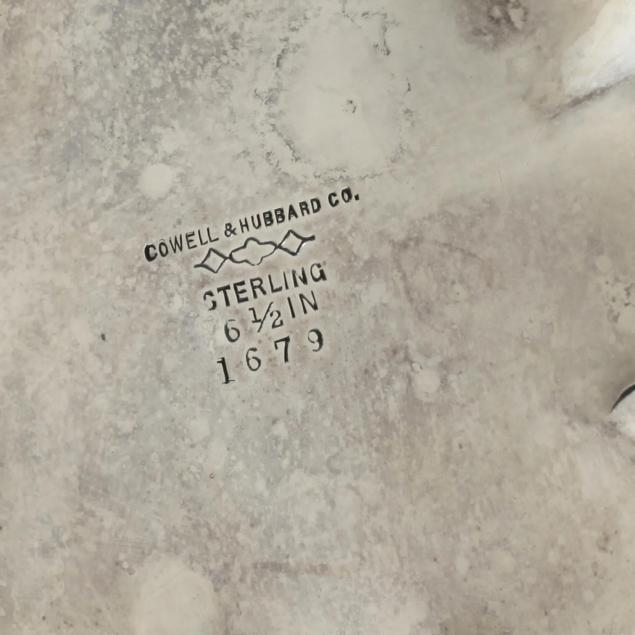 COWELL & HUBBARD CO.
STERLING
6 1/2 IN
1679